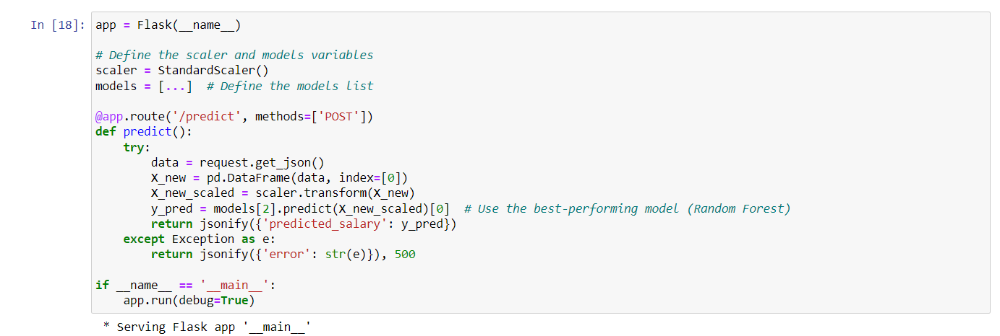 In [18]: app = Flask(__name__)
# Define the scaler and models variables
scaler = StandardScaler()
models = [...]  # Define the models list
@app.route('/predict', methods=['POST'])
def predict():
    try:
        data = request.get_json()
        X_new = pd.DataFrame(data, index=[0])
        X_new_scaled = scaler.transform(X_new)
        y_pred = models[2].predict(X_new_scaled)[0]  # Use the best-performing model (Random Forest)
        return jsonify({'predicted_salary': y_pred})
    except Exception as e:
        return jsonify({'error': str(e)}), 500
if __name__ == '__main__':
    app.run(debug=True)
* Serving Flask app '__main__'